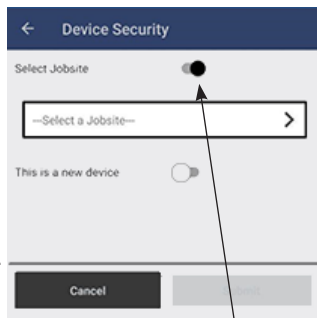 Device Security
Select Jobsite
---Select a Jobsite---
This is a new device
Cancel